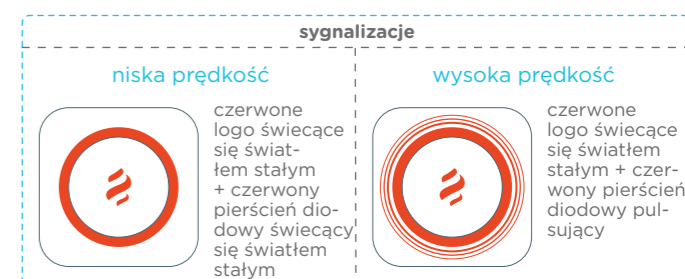 sygnalizacje
niska prędkość
czerwone
logo świecące
się świat-
łem stałym
+ czerwony
pierścień dio-
dowy świecący
się światłem
stałym
wysoka prędkość
czerwone
logo świecące
się światłem
stałym + czer-
wony pierścień
diodowy pul-
sujący